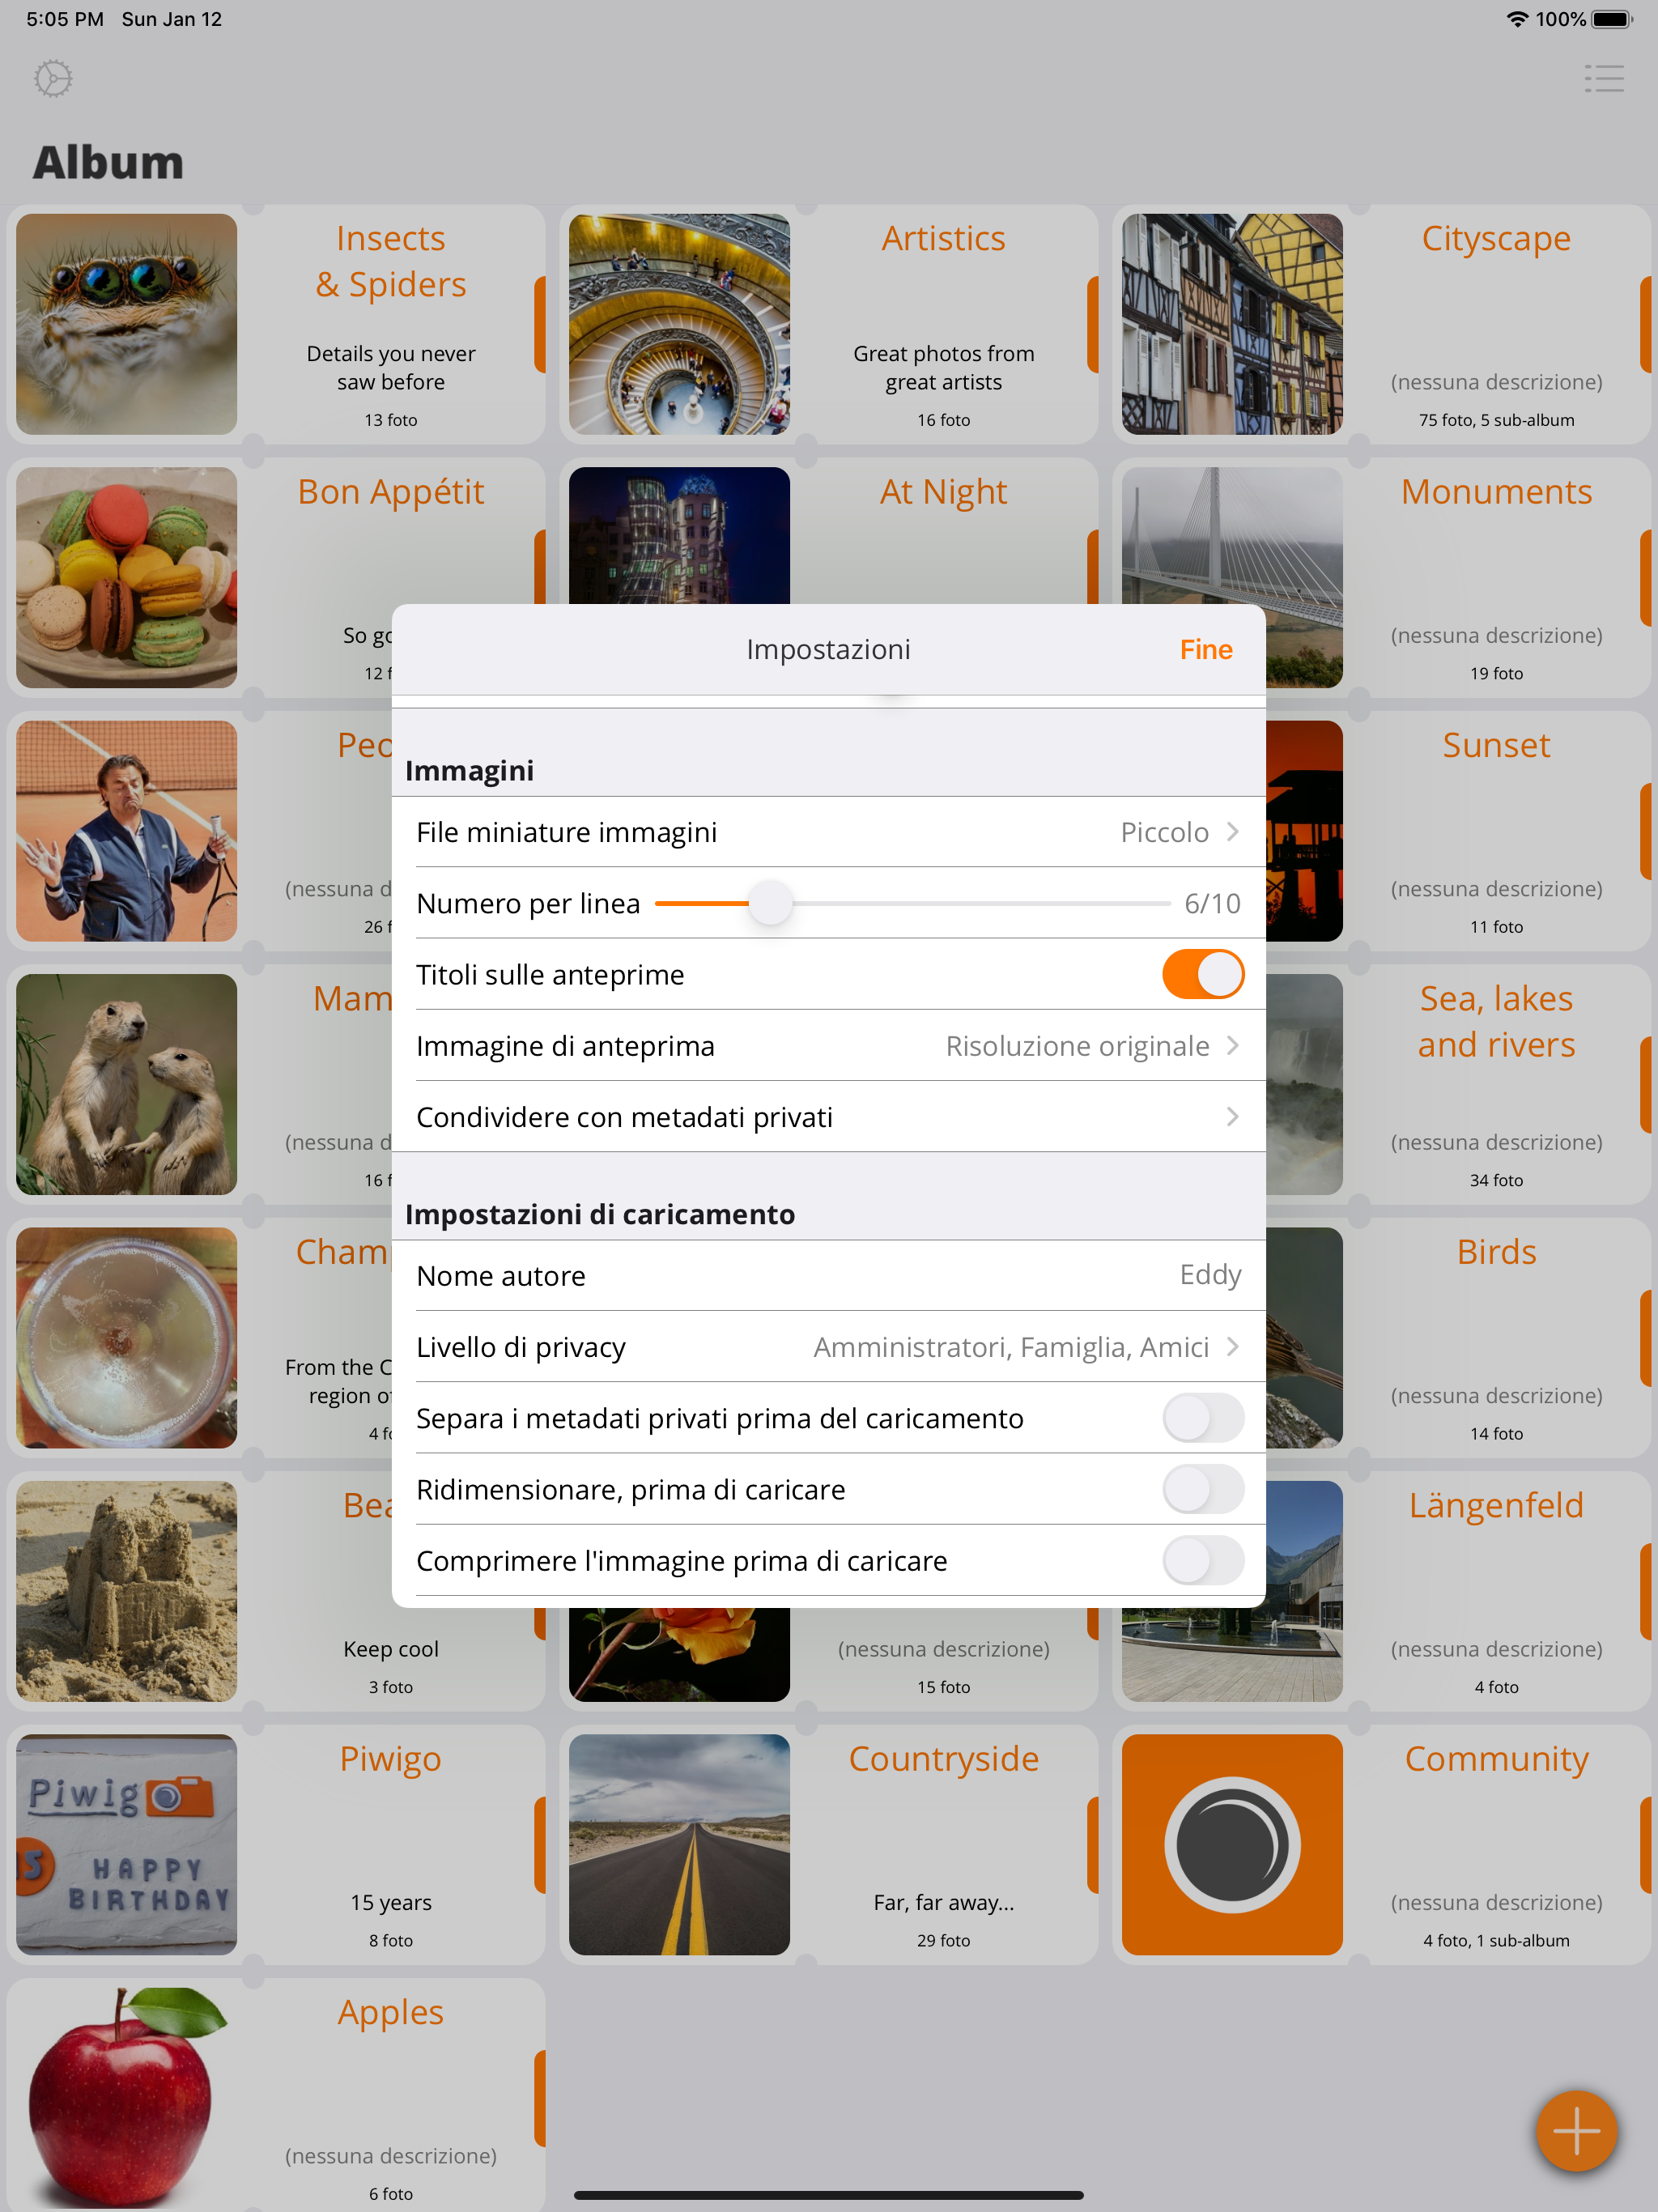 5:05 PM Sun Jan 12
100%
Album
Insects
& Spiders
Details you never
saw before
13 foto
Artistics
Great photos from
great artists
16 foto
Cityscape
(nessuna descrizione)
75 foto, 5 sub-album
Bon Appétit
So
12
At Night
Monuments
(nessuna descrizione)
19 foto
Impostazioni
Fine
Immagini
File miniature immagini Piccolo
Numero per linea 6/10
Titoli sulle anteprime
Immagine di anteprima Risoluzione originale
Condividere con metadati privati
Impostazioni di caricamento
Nome autore Eddy
Livello di privacy Amministratori, Famiglia, Amici
Separa i metadati privati prima del caricamento
Ridimensionare, prima di caricare
Comprimere l'immagine prima di caricare
(nessuna
26
Sunset
(nessuna descrizione)
11 foto
(nessuna
16
Sea, lakes
and rivers
(nessuna descrizione)
34 foto
From the
region
4
Birds
(nessuna descrizione)
14 foto
Keep cool
3 foto
(nessuna descrizione)
15 foto
Längenfeld
(nessuna descrizione)
4 foto
Piwigo
HAPPY
BIRTHDAY
Piwigo
15 years
8 foto
Countryside
Far, far away...
29 foto
Community
(nessuna descrizione)
4 foto, 1 sub-album
Apples
(nessuna descrizione)
6 foto